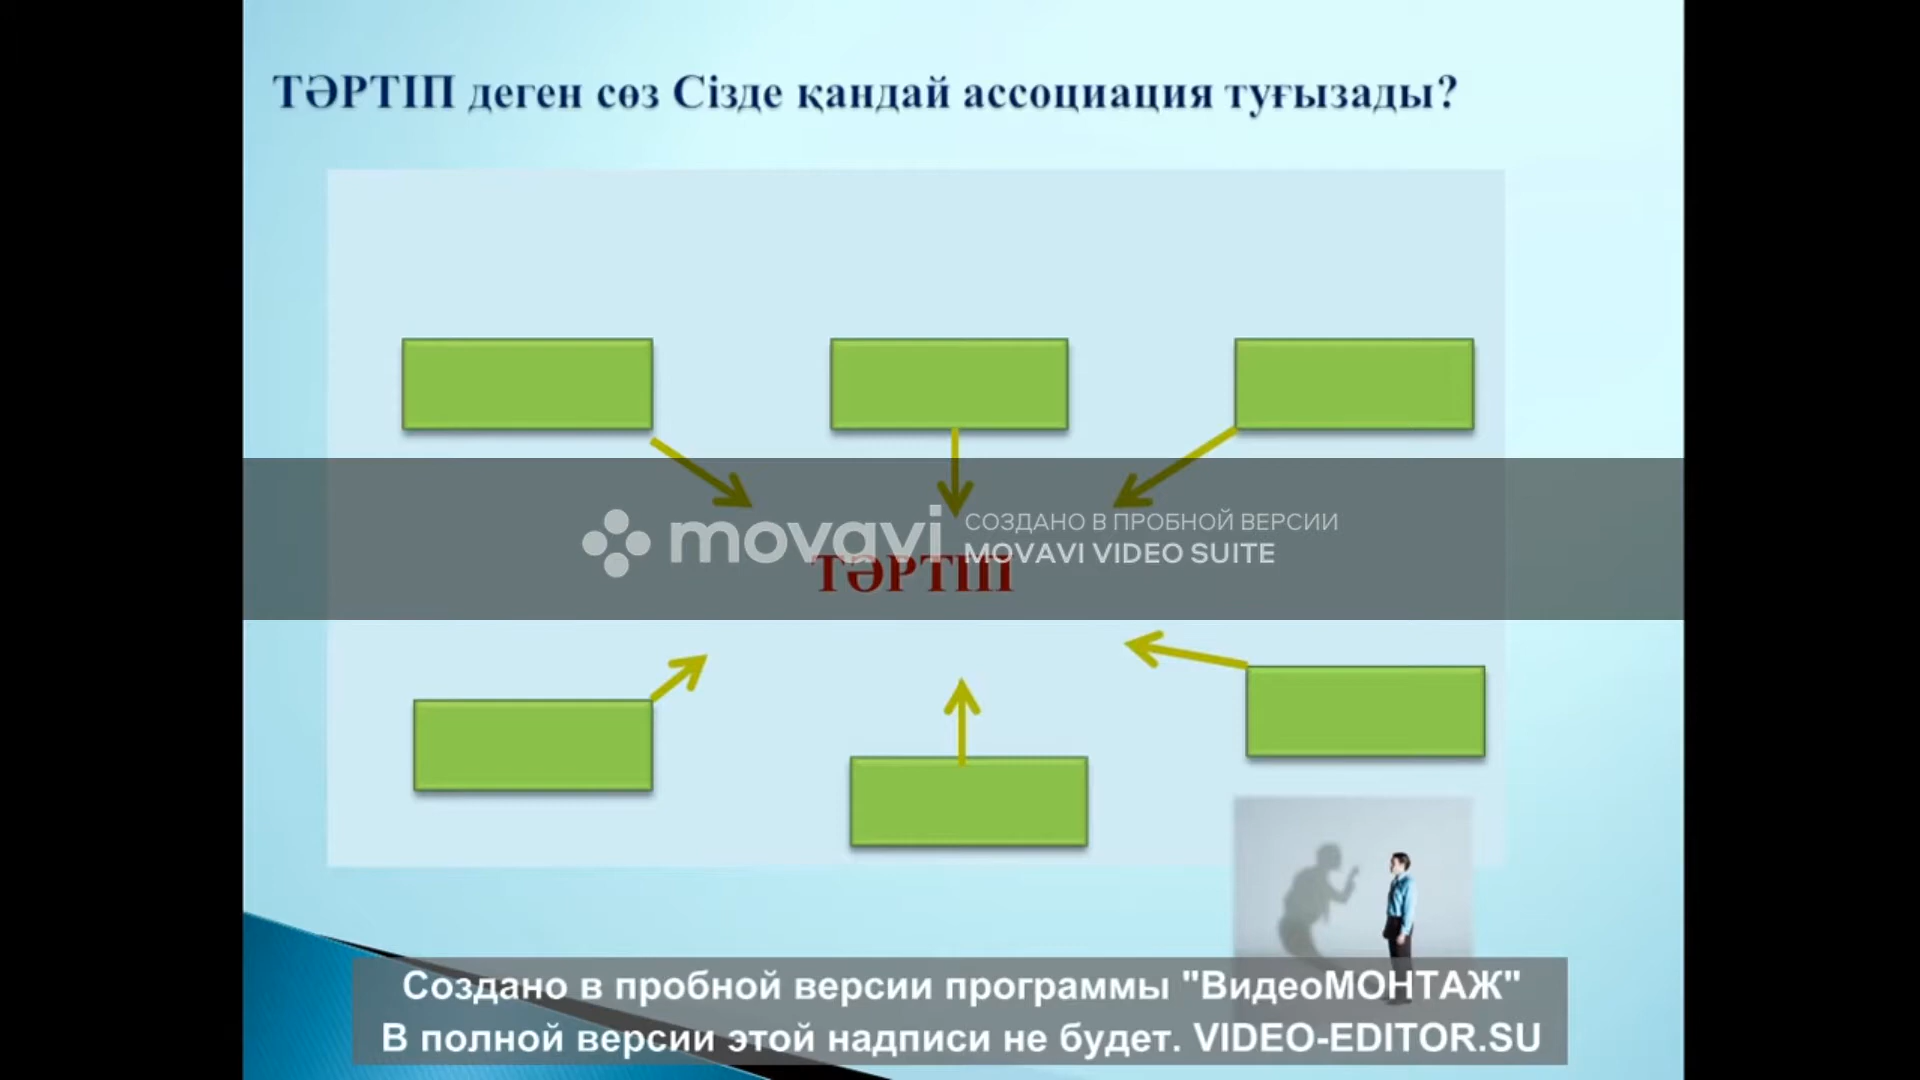 ТӘРТІП деген сөз Сізде қандай ассоциация туғызады?
movavi
СОЗДАНО В ПРОБНОЙ ВЕРСИИ
MOVAVI VIDEO SUITE
ТӘРТІП
Создано в пробной версии программы "ВидеоМОНТАЖ"
В полной версии этой надписи не будет. VIDEO-EDITOR.SU